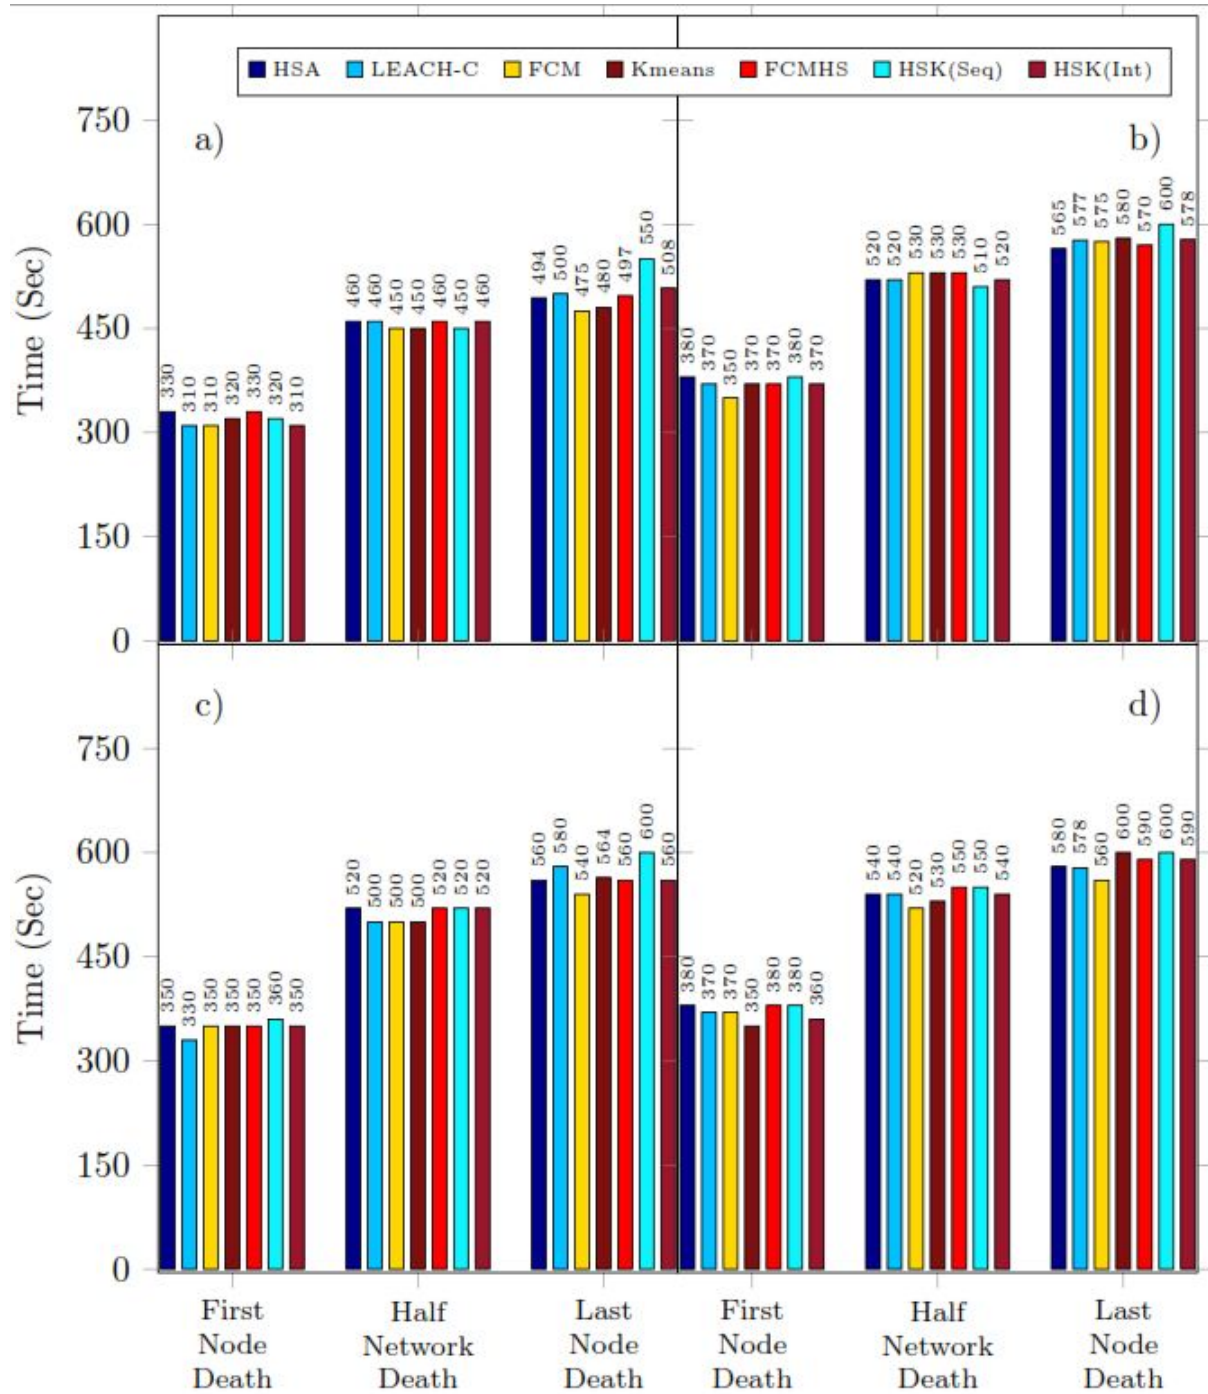 HSA LEACH-C FCM Kmeans FCMHS HSK(Seq) HSK(Int)
a)
b)
Time (Sec)
750
600
450
300
150
0
330 310 310 320 330 320 310
460 460 450 450 460 450 460
494 500 475 480 497 550 508
380 370 350 370 370 380 370
520 520 530 530 530 510 520
565 577 575 580 570 600 578
c)
d)
Time (Sec)
750
600
450
300
150
0
350 330 350 350 350 360 350
520 500 500 500 520 520 520
560 580 540 564 560 600 560
380 370 370 350 380 380 360
540 540 520 530 550 550 540
580 578 560 600 590 600 590
First Half Last First Half Last
Node Network Node Node Network Node
Death Death Death Death Death Death